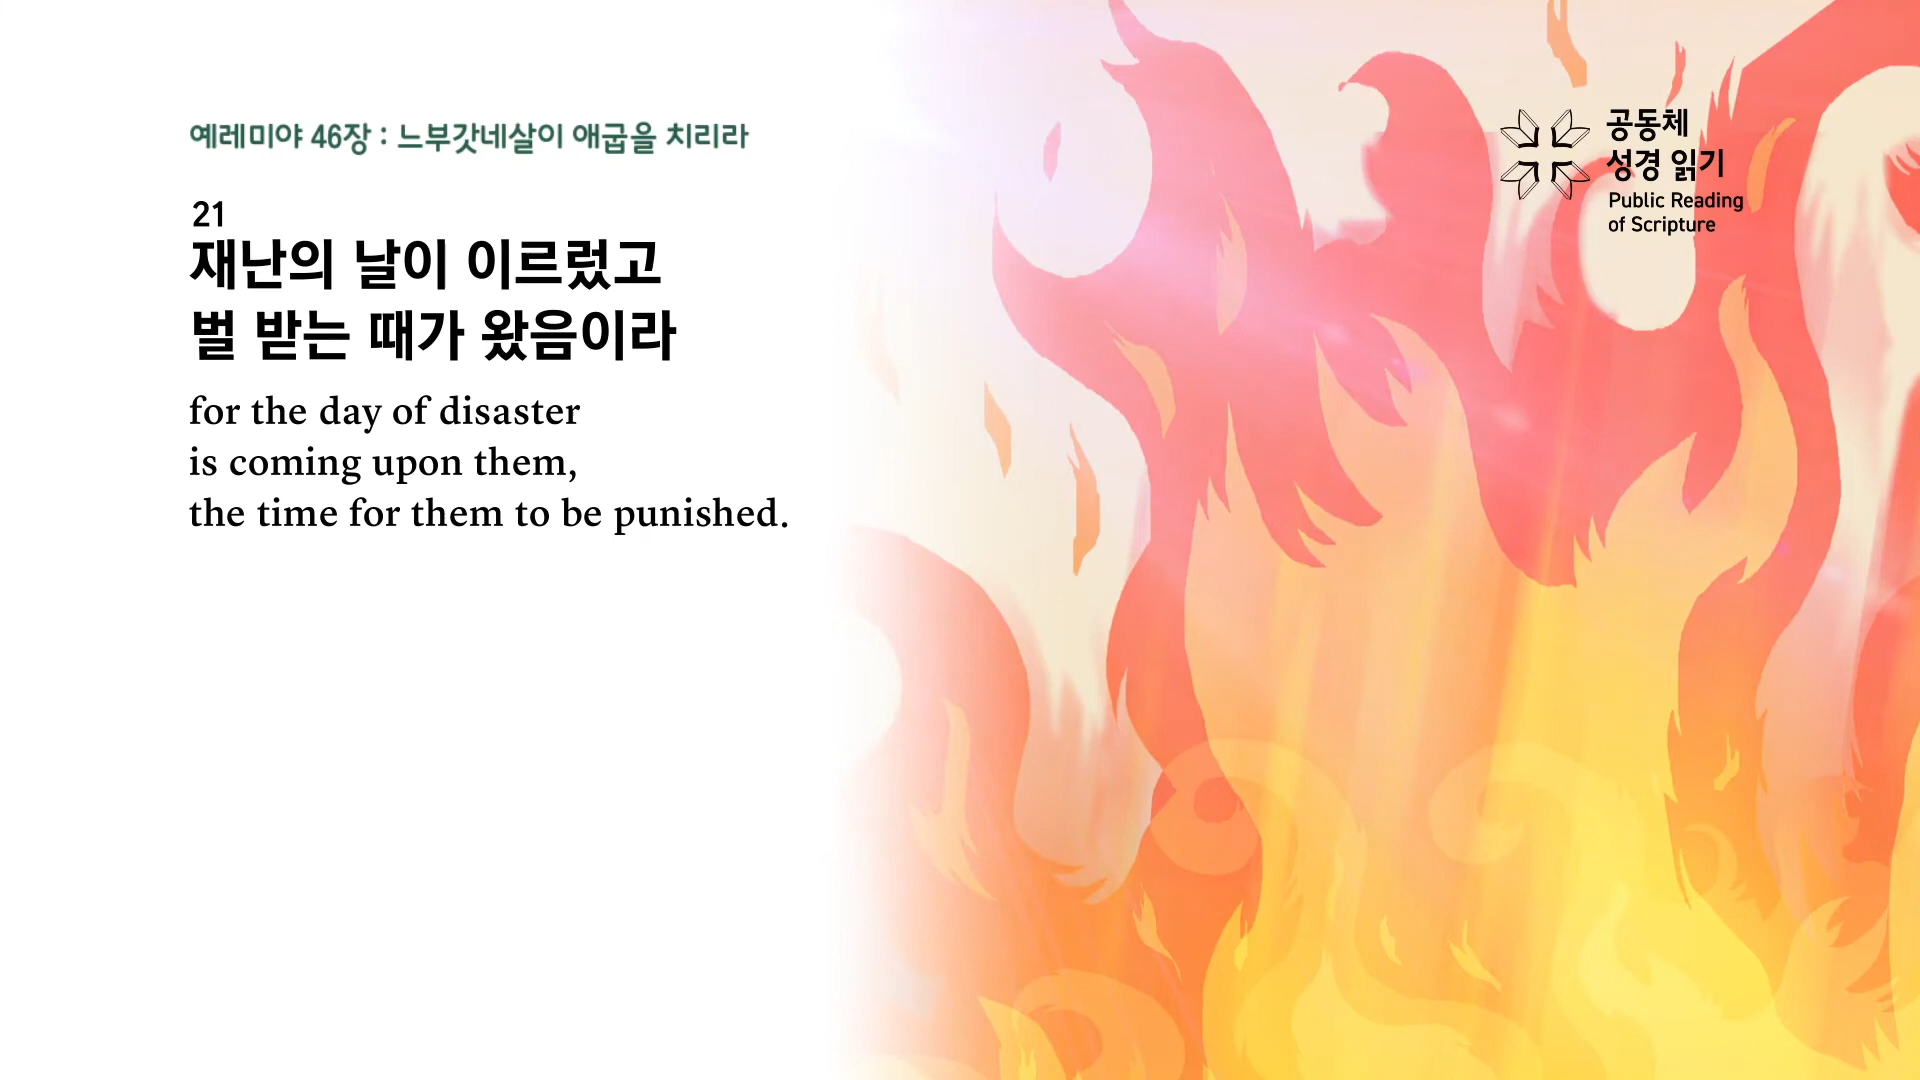 예레미야 46장 : 느부갓네살이 애굽을 치리라
21
재난의 날이 이르렀고
벌 받는 때가 왔음이라
for the day of disaster
is coming upon them,
the time for them to be punished.
공동체
성경 읽기
Public Reading
of Scripture